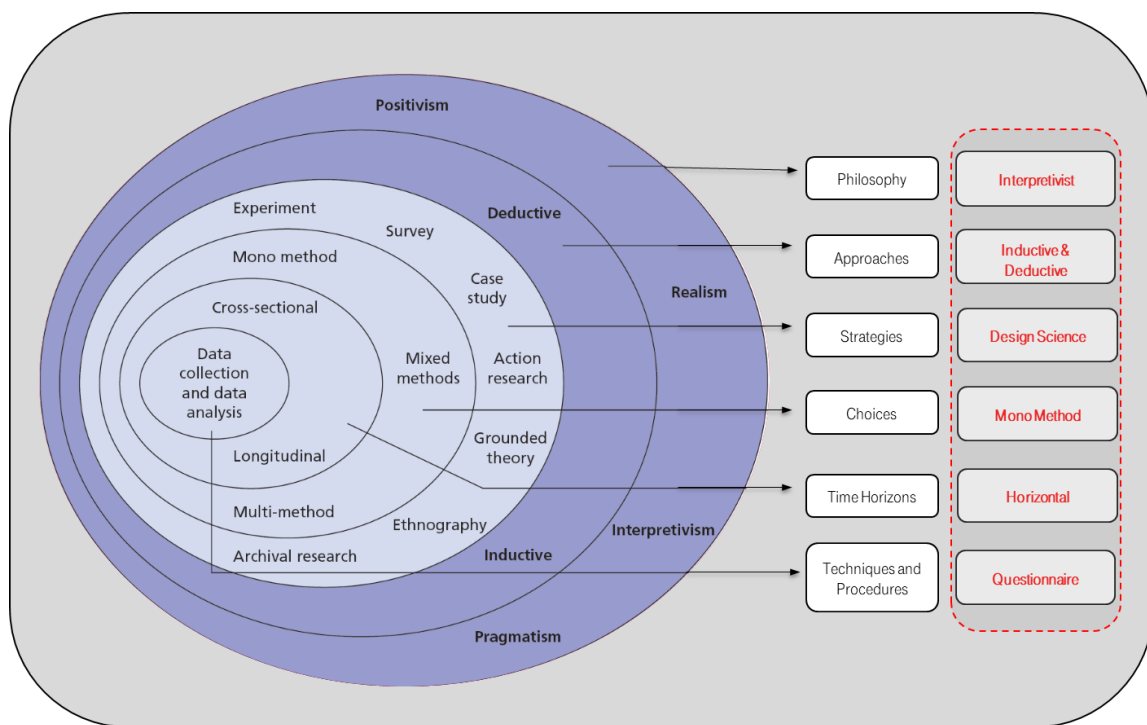 Positivism
Deductive
Realism
Interpretivism
Inductive
Pragmatism
Experiment
Survey
Case
study
Action
research
Grounded
theory
Ethnography
Archival research
Mono method
Mixed
methods
Multi-method
Cross-sectional
Longitudinal
Data
collection
and data
analysis
Philosophy
Interpretivist
Approaches
Inductive &
Deductive
Strategies
Design Science
Choices
Mono Method
Time Horizons
Horizontal
Techniques and
Procedures
Questionnaire